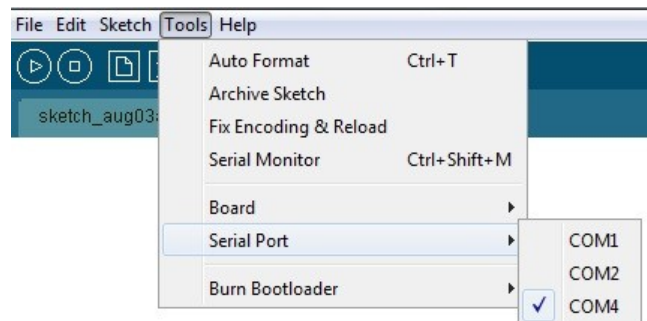 File Edit Sketch Tools Help
Auto Format Ctrl+T
Archive Sketch
sketch_aug03
Fix Encoding & Reload
Serial Monitor Ctrl+Shift+M
Board
Serial Port
COM1
COM2
Burn Bootloader
COM4